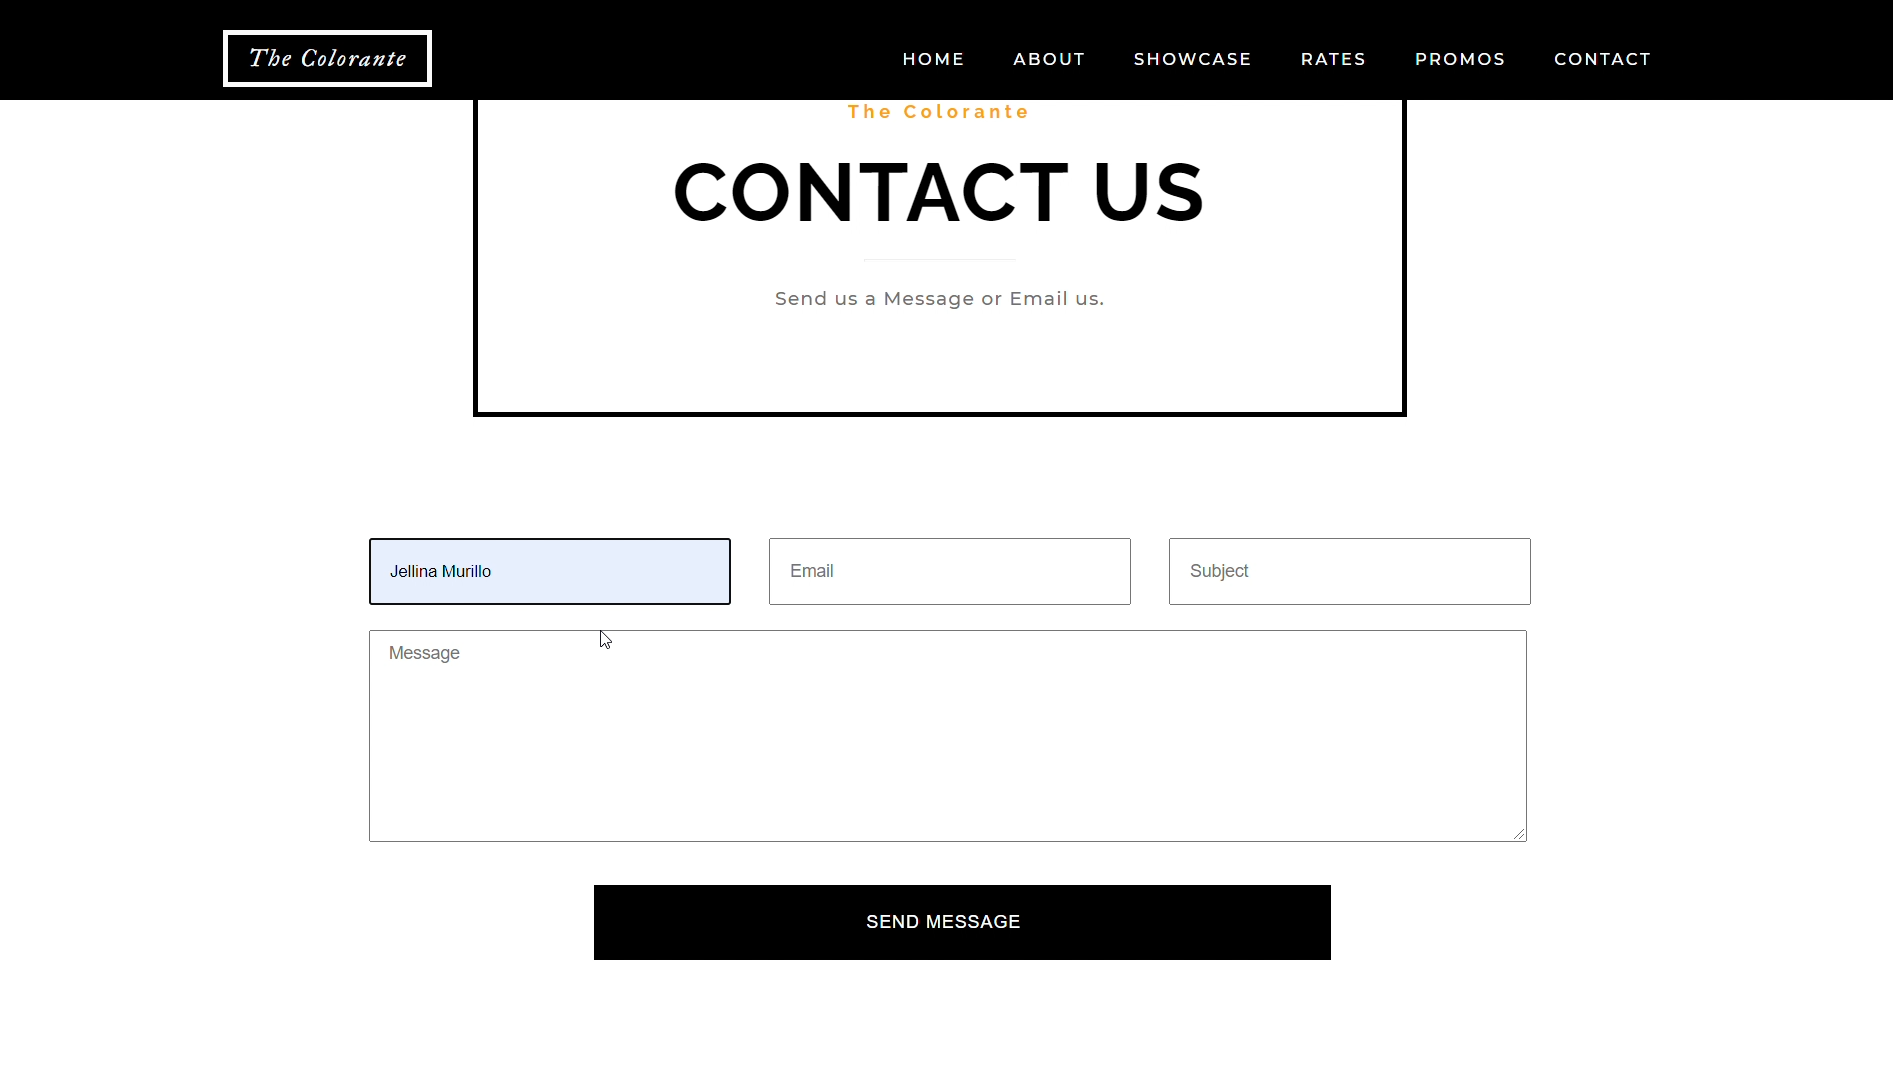 The Colorante
HOME ABOUT SHOWCASE RATES PROMOS CONTACT
The Colorante
CONTACT US
Send us a Message or Email us.
Jellina Murillo
Email
Subject
Message
SEND MESSAGE